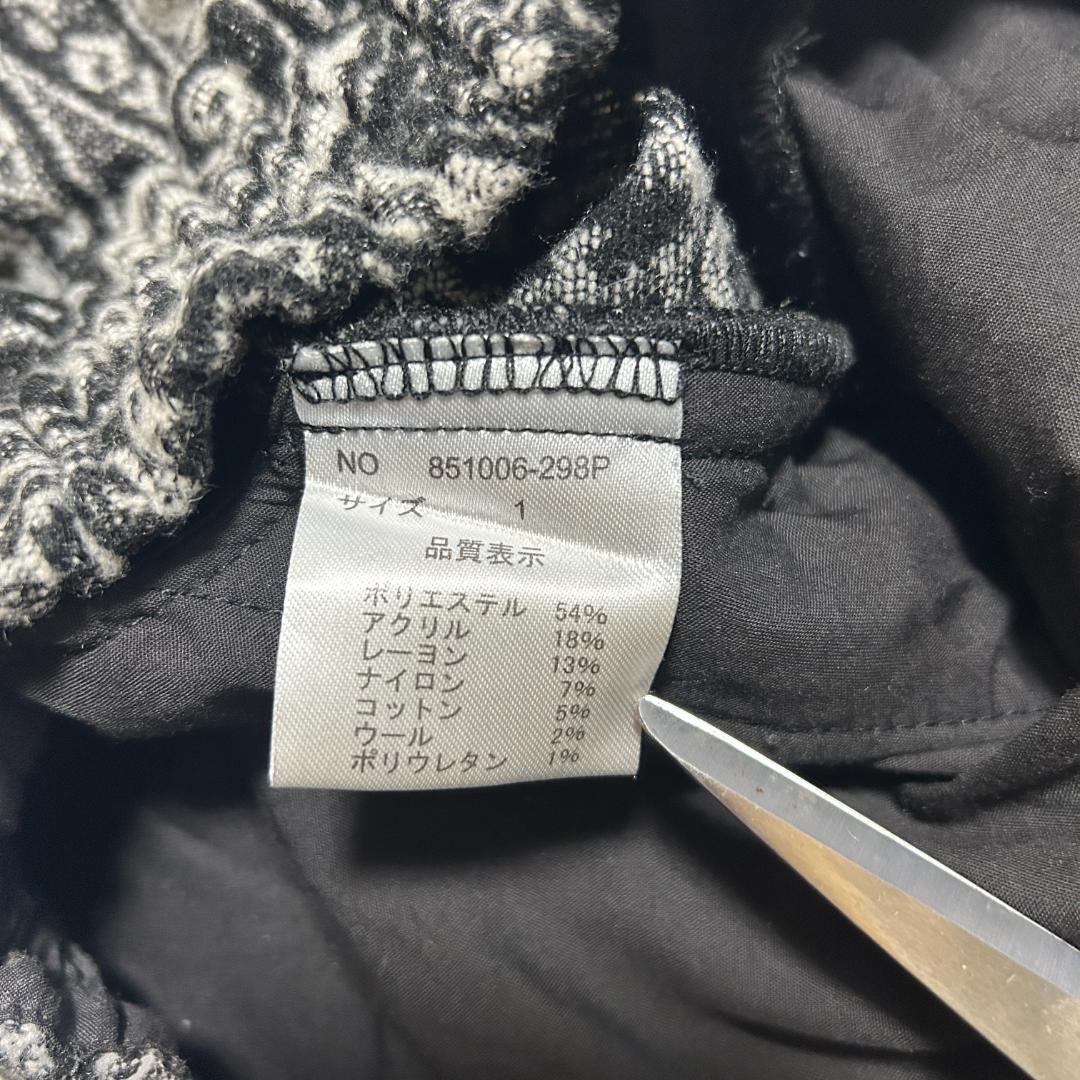 NO 851006-298P
サイズ 1
品質表示
ポリエステル 54%
アクリル 18%
レーヨン 13%
ナイロン 7%
コットン 5%
ウール 2%
ポリウレタン 1%